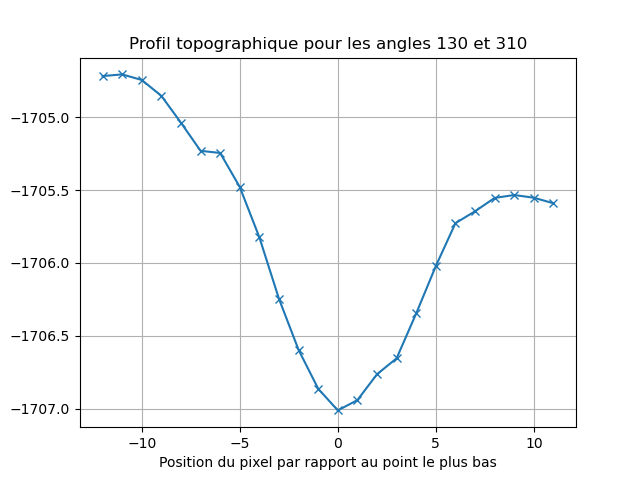 Profil topographique pour les angles 130 et 310
−1705.0
−1705.5
−1706.0
−1706.5
−1707.0
−10 −5 0 5 10
Position du pixel par rapport au point le plus bas